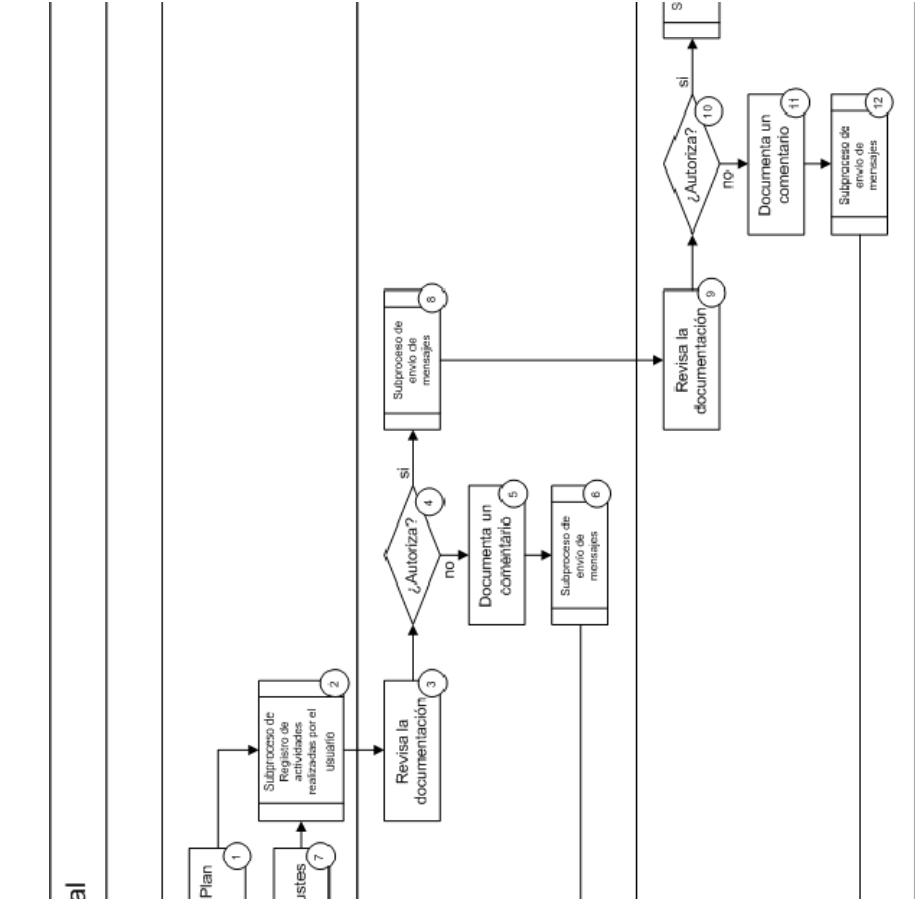 al
Plan
1
ustes
7
Subproceso de
Registro de
actividades
realizadas por el
usuario
2
Revisa la
documentación
3
¿Autoriza?
4
si
no
Documenta un
comentario
5
Subproceso de
envío de
mensajes
6
Subproceso de
envío de
mensajes
8
Revisa la
documentación
9
¿Autoriza?
10
si
no
Documenta un
comentario
11
Subproceso de
envío de
mensajes
12
S